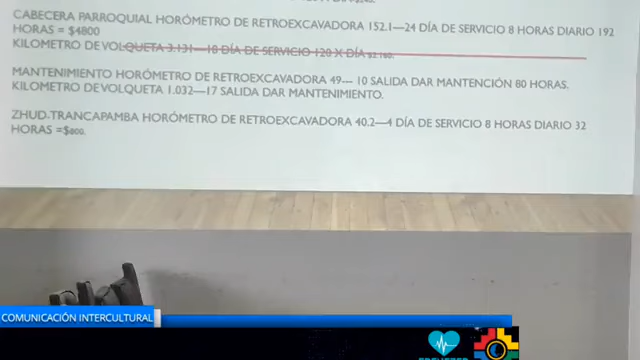 CABECERA PARROQUIAL HORÓMETRO DE RETROEXCAVADORA 152.1—24 DÍA DE SERVICIO 8 HORAS DIARIO 192
HORAS = $4800
KILOMETRO DE VOLQUETA 3.131—18 DÍA DE SERVICIO 120 X DÍA $2.160.
MANTENIMIENTO HORÓMETRO DE RETROEXCAVADORA 49--- 10 SALIDA DAR MANTENCIÓN 80 HORAS.
KILOMETRO DE VOLQUETA 1.032—17 SALIDA DAR MANTENIMIENTO.
ZHUD-TRANCAPAMBA HORÓMETRO DE RETROEXCAVADORA 40.2—4 DÍA DE SERVICIO 8 HORAS DIARIO 32
HORAS =$800.
COMUNICACIÓN INTERCULTURAL